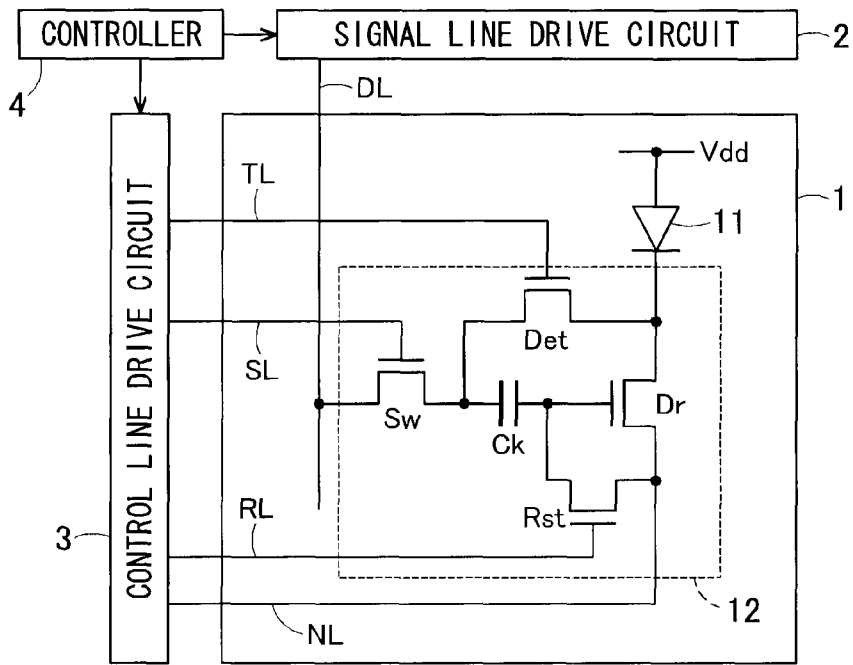 CONTROLLER
SIGNAL LINE DRIVE CIRCUIT
2
4
DL
Vdd
TL
1
11
CONTROL LINE DRIVE CIRCUIT
Det
SL
Sw
Dr
Ck
RL
Rst
3
12
NL